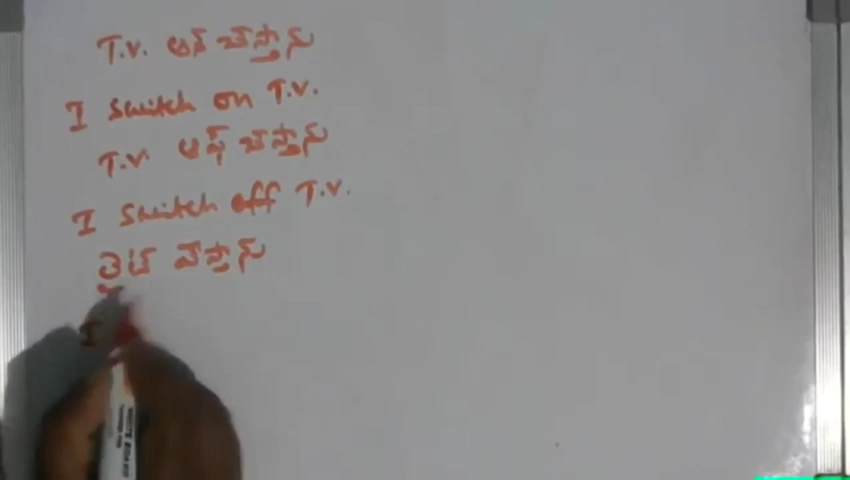 T.V. ఆన్ చేస్తాను
I switch on T.V.
T.V. ఆఫ్ చేస్తాను
I switch off T.V.
లైట్ వేస్తాను
I